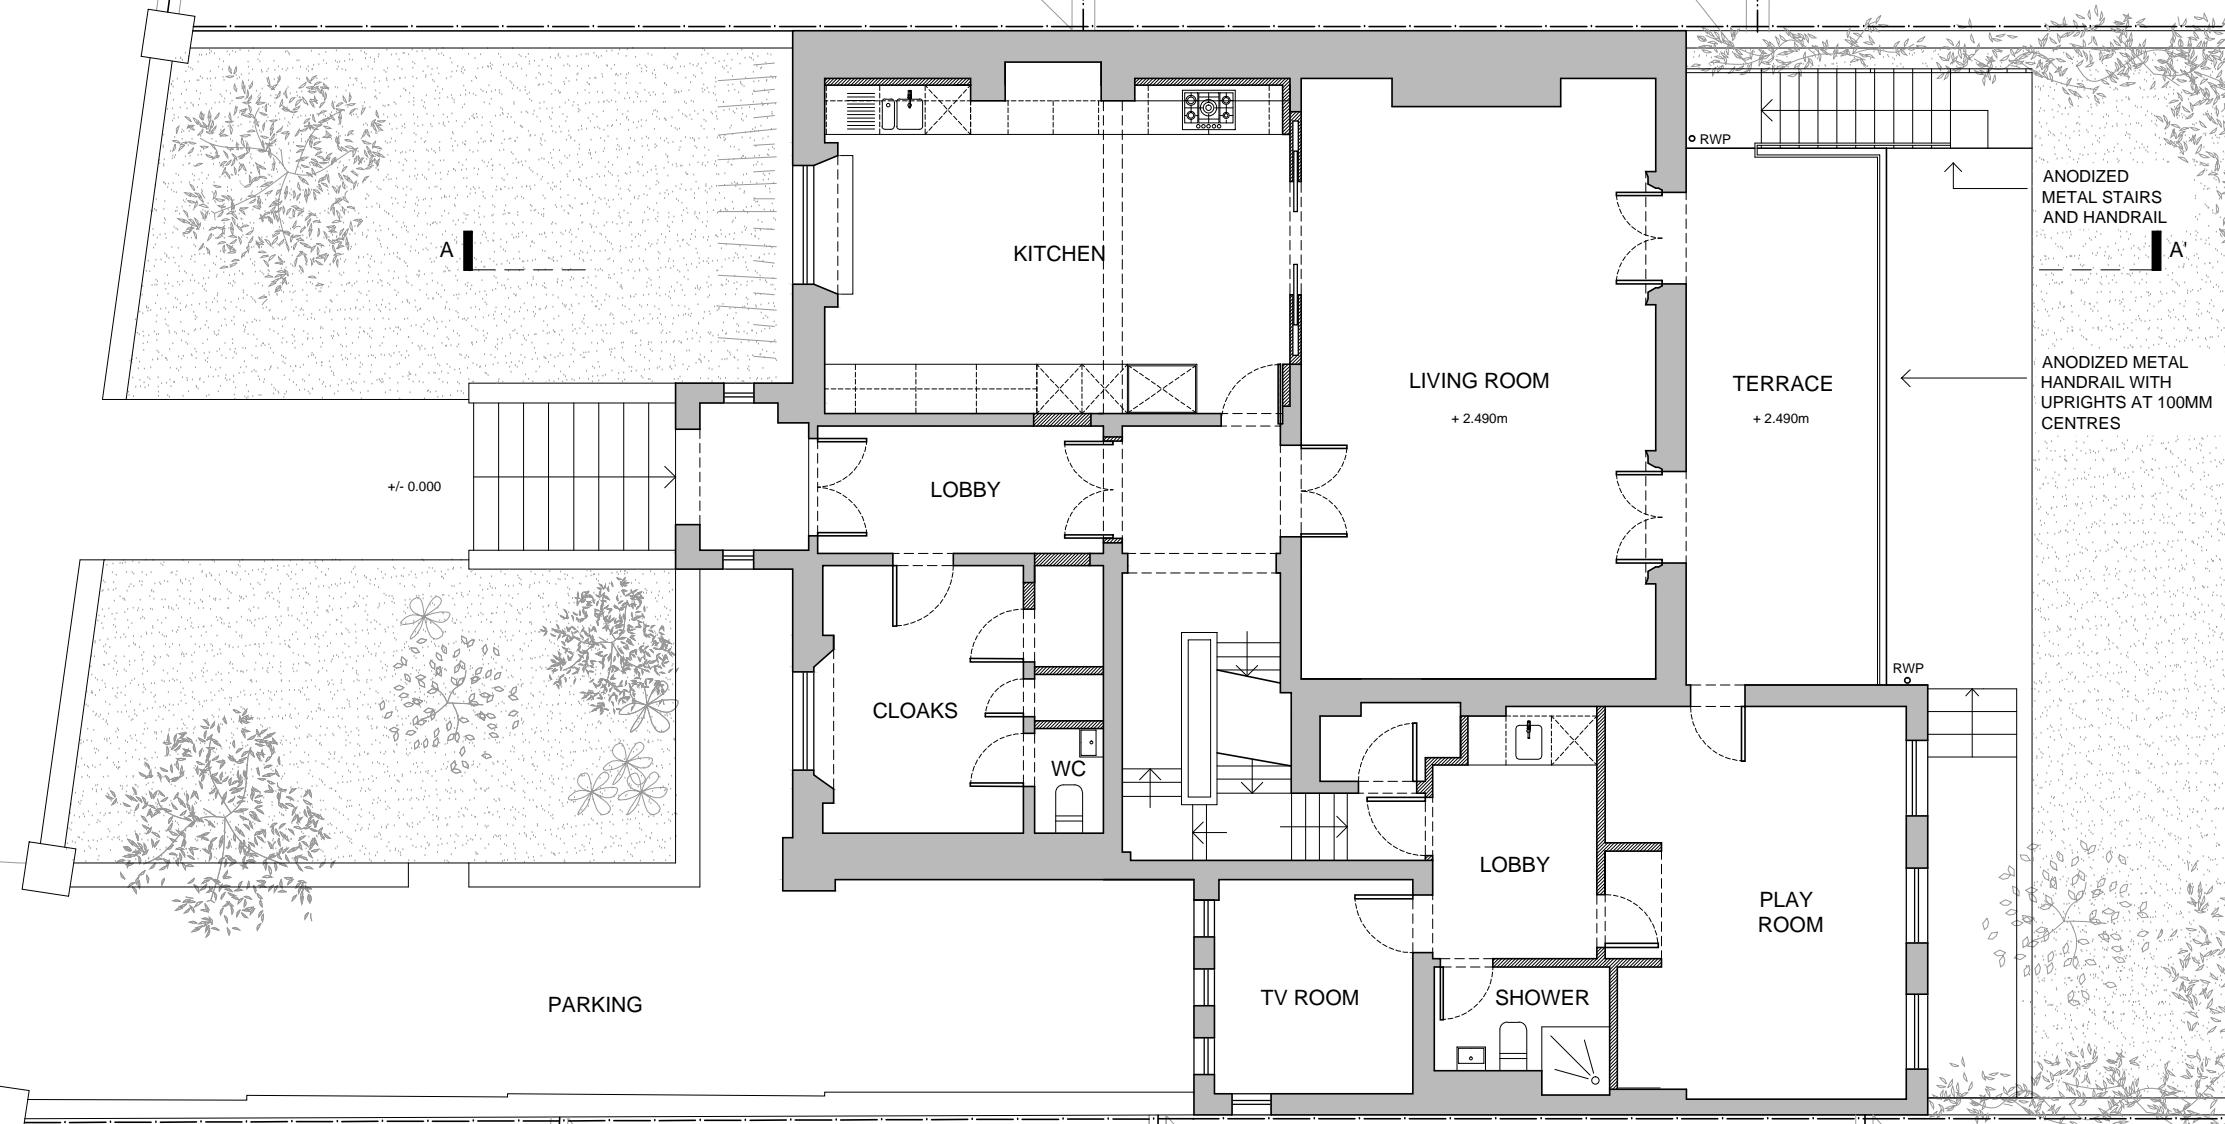 RWP
ANODIZED
METAL STAIRS
AND HANDRAIL
A
A'
KITCHEN
LIVING ROOM
+ 2.490m
TERRACE
+ 2.490m
ANODIZED METAL
HANDRAIL WITH
UPRIGHTS AT 100MM
CENTRES
+/- 0.000
LOBBY
RWP
CLOAKS
WC
LOBBY
PLAY
ROOM
PARKING
TV ROOM
SHOWER